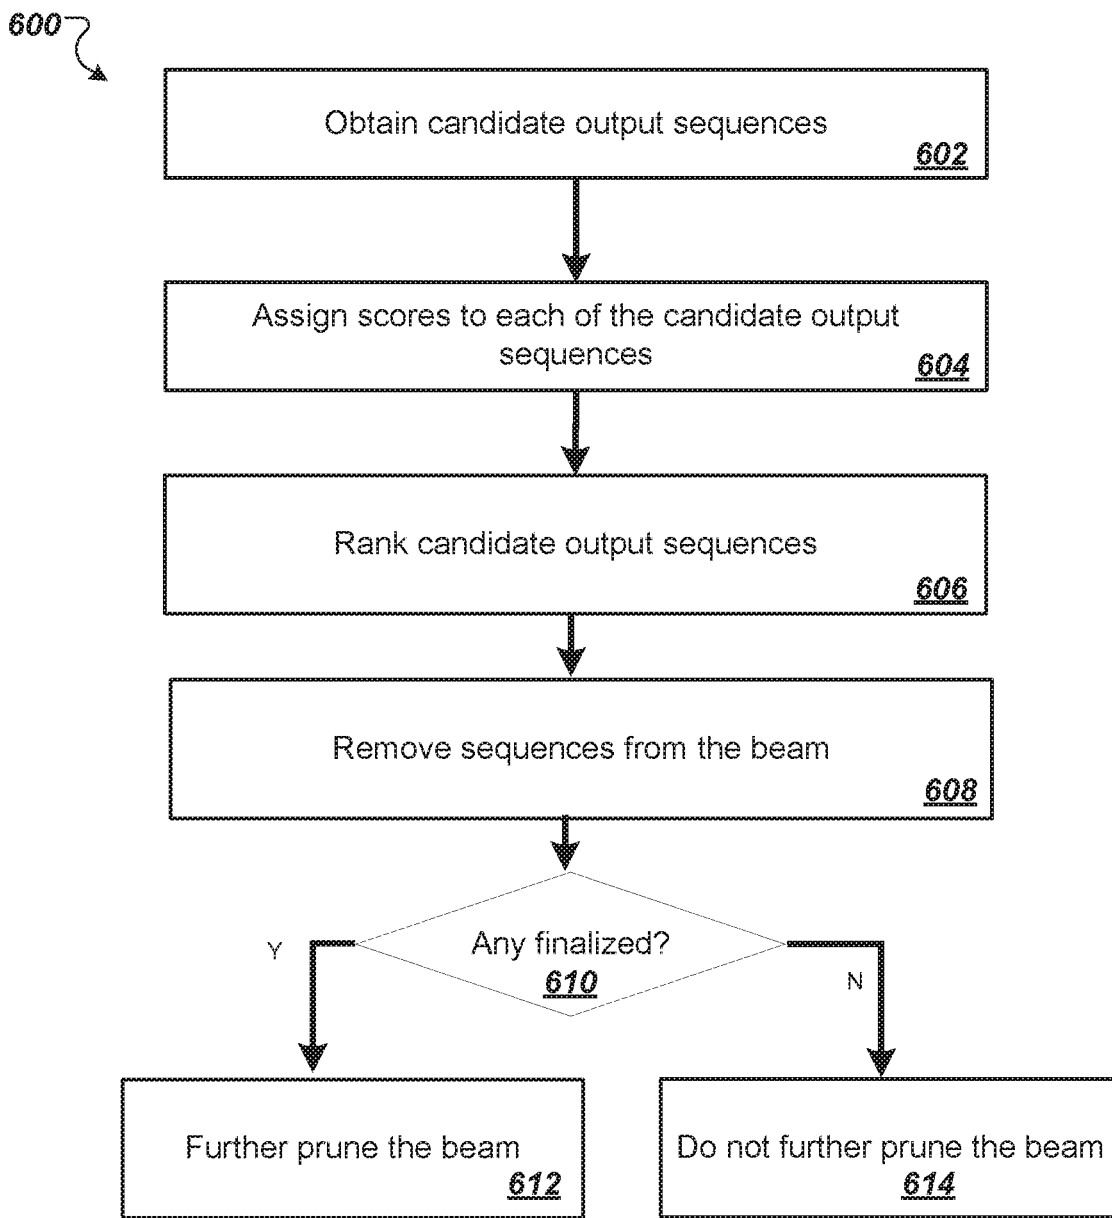 600
Obtain candidate output sequences
602
Assign scores to each of the candidate output
sequences
604
Rank candidate output sequences
606
Remove sequences from the beam
608
Any finalized?
610
Y
N
Further prune the beam
612
Do not further prune the beam
614